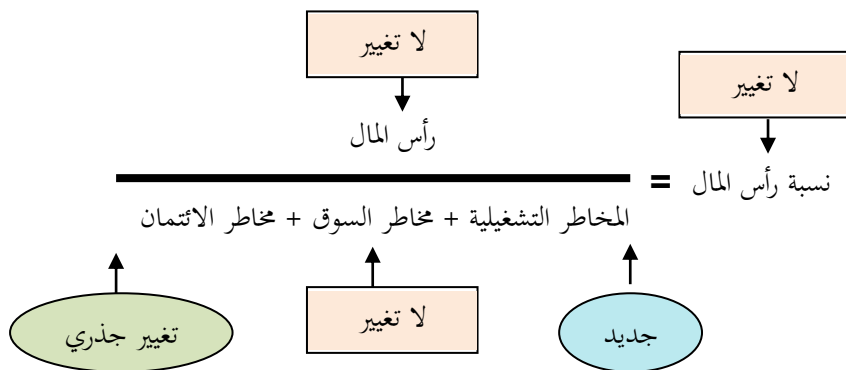 لا تغيير
لا تغيير
رأس المال
نسبة رأس المال =
المخاطر التشغيلية + مخاطر السوق + مخاطر الائتمان
جديد
لا تغيير
تغيير جذري